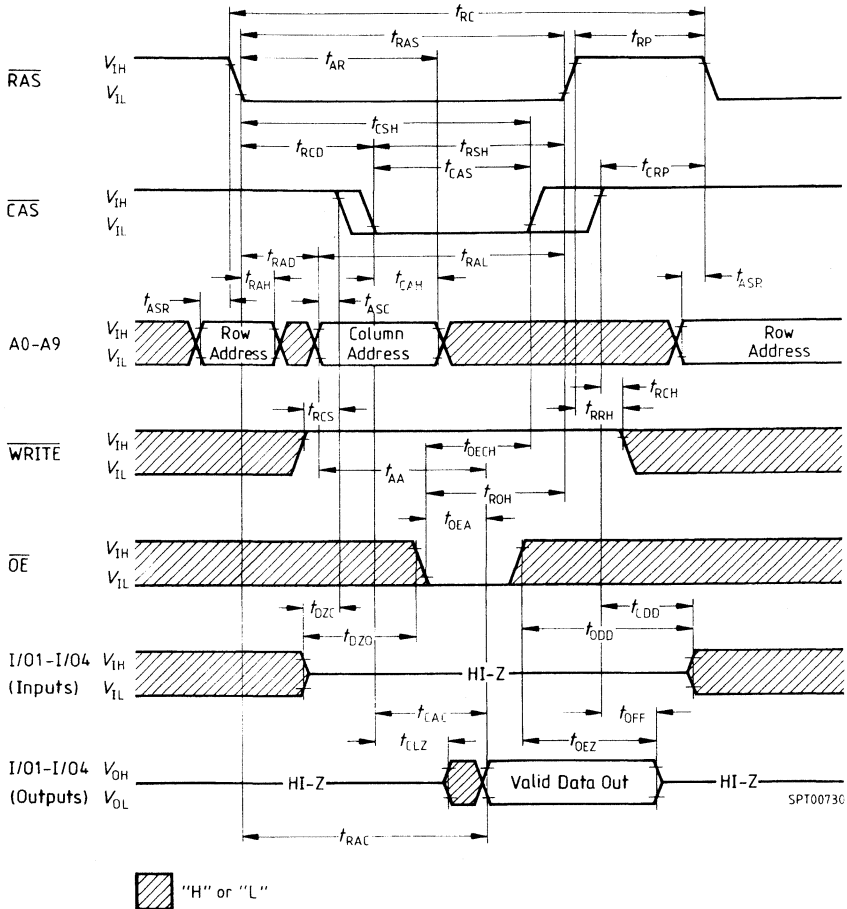 tRC
tRAS
tRP
tAR
RAS
VIH
VIL
tCSH
tRCD
tRSH
tCAS
tCRP
CAS
VIH
VIL
tRAD
tRAL
tRAH
tCAH
tASR
tASC
tASR
A0-A9
VIH
VIL
Row
Address
Column
Address
Row
Address
tRCS
tRCH
tRRH
WRITE
VIH
VIL
tOECH
tAA
tROH
tOEA
OE
VIH
VIL
tDZC
tDZO
tCDD
tODD
I/O1-I/O4
(Inputs)
VIH
VIL
HI-Z
tCAC
tOFF
tCLZ
tOEZ
I/O1-I/O4
(Outputs)
VOH
VOL
HI-Z
Valid Data Out
HI-Z
SPT00730
tRAC
"H" or "L"